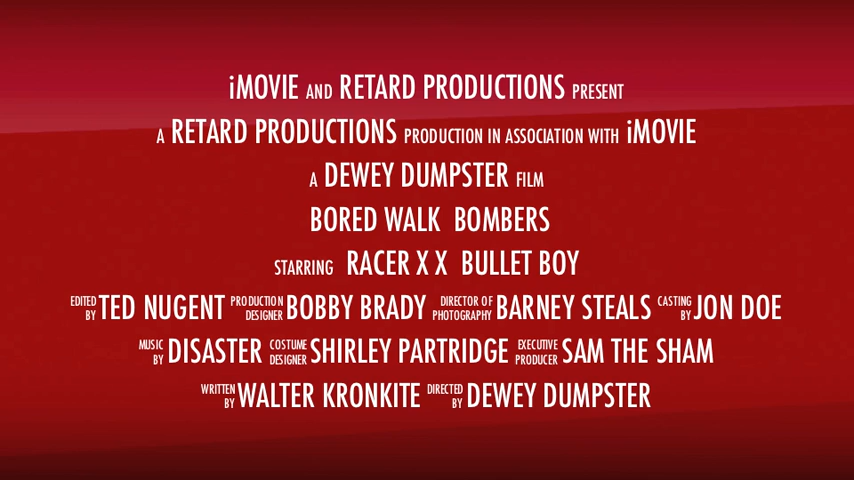 iMOVIE AND RETARD PRODUCTIONS PRESENT
A RETARD PRODUCTIONS PRODUCTION IN ASSOCIATION WITH iMOVIE
A DEWEY DUMPSTER FILM
BORED WALK BOMBERS
STARRING RACER X X BULLET BOY
EDITED BY TED NUGENT PRODUCTION DESIGNER BOBBY BRADY DIRECTOR OF PHOTOGRAPHY BARNEY STEALS CASTING BY JON DOE
MUSIC BY DISASTER COSTUME DESIGNER SHIRLEY PARTRIDGE EXECUTIVE PRODUCER SAM THE SHAM
WRITTEN BY WALTER KRONKITE DIRECTED BY DEWEY DUMPSTER